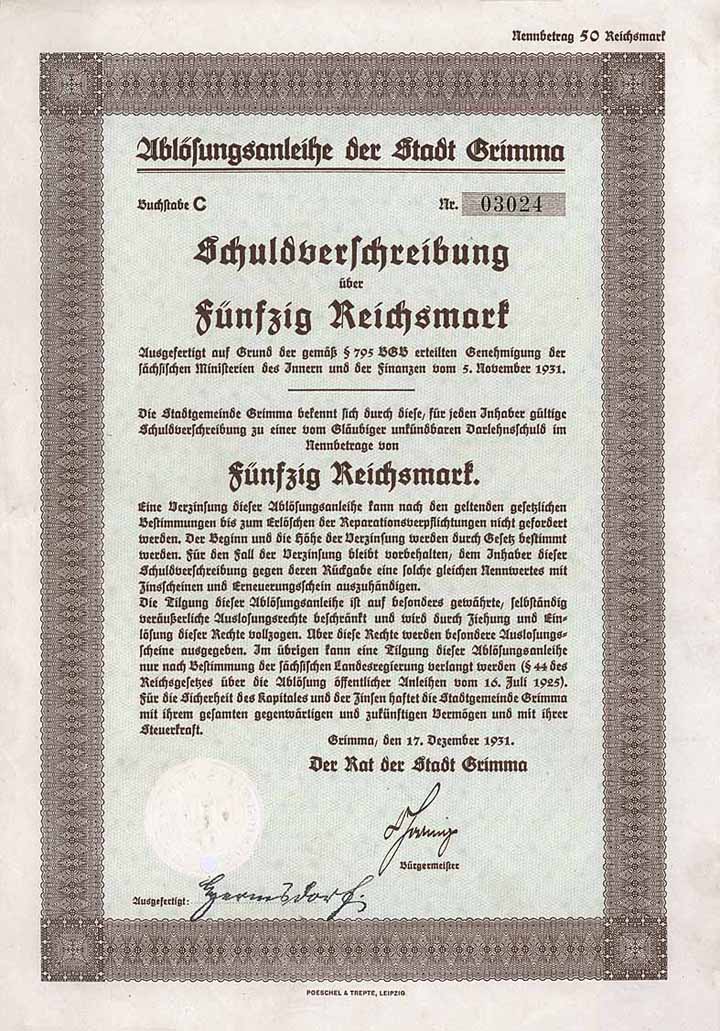 Nennbetrag 50 Reichsmark
Ablösungsanleihe der Stadt Grimma
Buchstabe C Nr. 03024
Schuldverschreibung
über
Fünfzig Reichsmark
Ausgefertigt auf Grund der gemäß § 795 BGB erteilten Genehmigung der
sächsischen Ministerien des Innern und der Finanzen vom 5. November 1931.
Die Stadtgemeinde Grimma bekennt sich durch diese, für jeden Inhaber gültige
Schuldverschreibung zu einer vom Gläubiger unkündbaren Darlehnsschuld im
Nennbetrage von
Fünfzig Reichsmark.
Eine Verzinsung dieser Ablösungsanleihe kann nach den geltenden gesetzlichen
Bestimmungen bis zum Erlöschen der Reparationsverpflichtungen nicht gefordert
werden. Der Beginn und die Höhe der Verzinsung werden durch Gesetz bestimmt
werden. Für den Fall der Verzinsung bleibt vorbehalten, dem Inhaber dieser
Schuldverschreibung gegen deren Rückgabe eine solche gleichen Nennwertes mit
Zinsscheinen und Erneuerungsschein auszuhändigen.
Die Tilgung dieser Ablösungsanleihe ist auf besonders gewährte, selbständig
veräußerliche Auslosungsrechte beschränkt und wird durch Ziehung und Ein-
lösung dieser Rechte vollzogen. Über diese Rechte werden besondere Auslosungs-
scheine ausgegeben. Im übrigen kann eine Tilgung dieser Ablösungsanleihe
nur nach Bestimmung der sächsischen Landesregierung verlangt werden (§ 44 des
Reichsgesetzes über die Ablösung öffentlicher Anleihen vom 16. Juli 1925).
Für die Sicherheit des Kapitales und der Zinsen haftet die Stadtgemeinde Grimma
mit ihrem gesamten gegenwärtigen und zukünftigen Vermögen und mit ihrer
Steuerkraft.
Grimma, den 17. Dezember 1931.
Der Rat der Stadt Grimma
Bürgermeister
Ausgefertigt:
POESCHEL & TREPTE, LEIPZIG